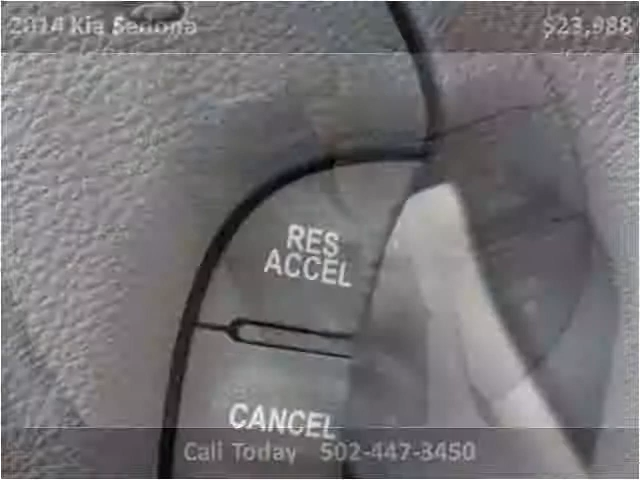 2014 Kia Sedona $23,988
RES
ACCEL
CANCEL
Call Today 502-447-3450